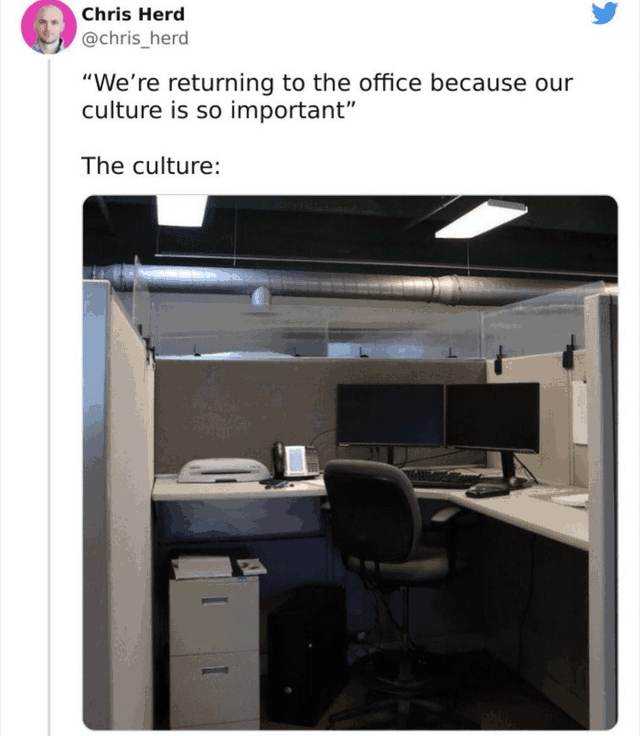 Chris Herd
@chris_herd
“We’re returning to the office because our
culture is so important”
The culture: